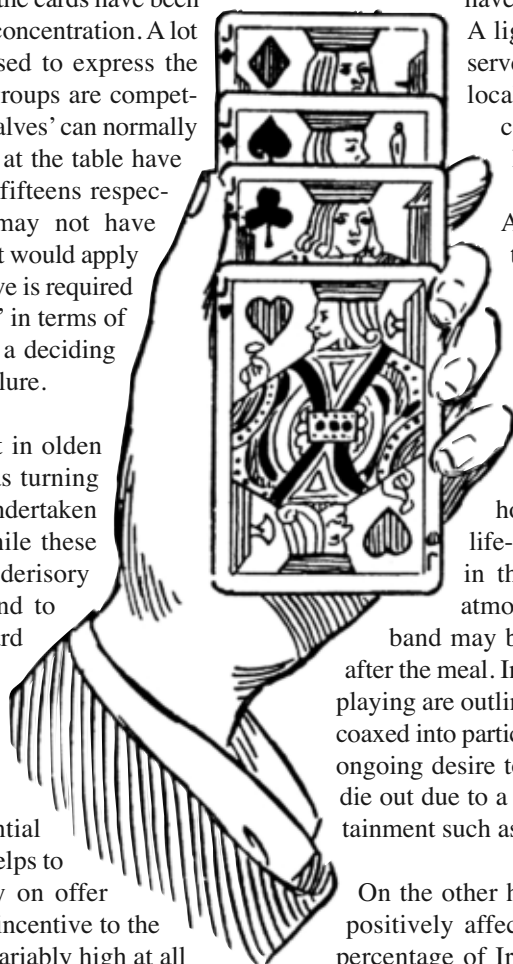 the cards have been
concentration. A lot
sed to express the
roups are compet-
alves' can normally
at the table have
fifteens respec-
may not have
t would apply
ve is required
' in terms of
a deciding
lure.
t in olden
s turning
ndertaken
ile these
derisory
nd to
rd
ntial
elps to
y on offer
incentive to the
ariably high at all
J
J
J
J
have
A lig
serve
loca
c
A
t
ho
life-
in th
atmo
band may b
after the meal. In
playing are outlin
coaxed into partic
ongoing desire to
die out due to a
tainment such as
On the other h
positively affec
percentage of Ir